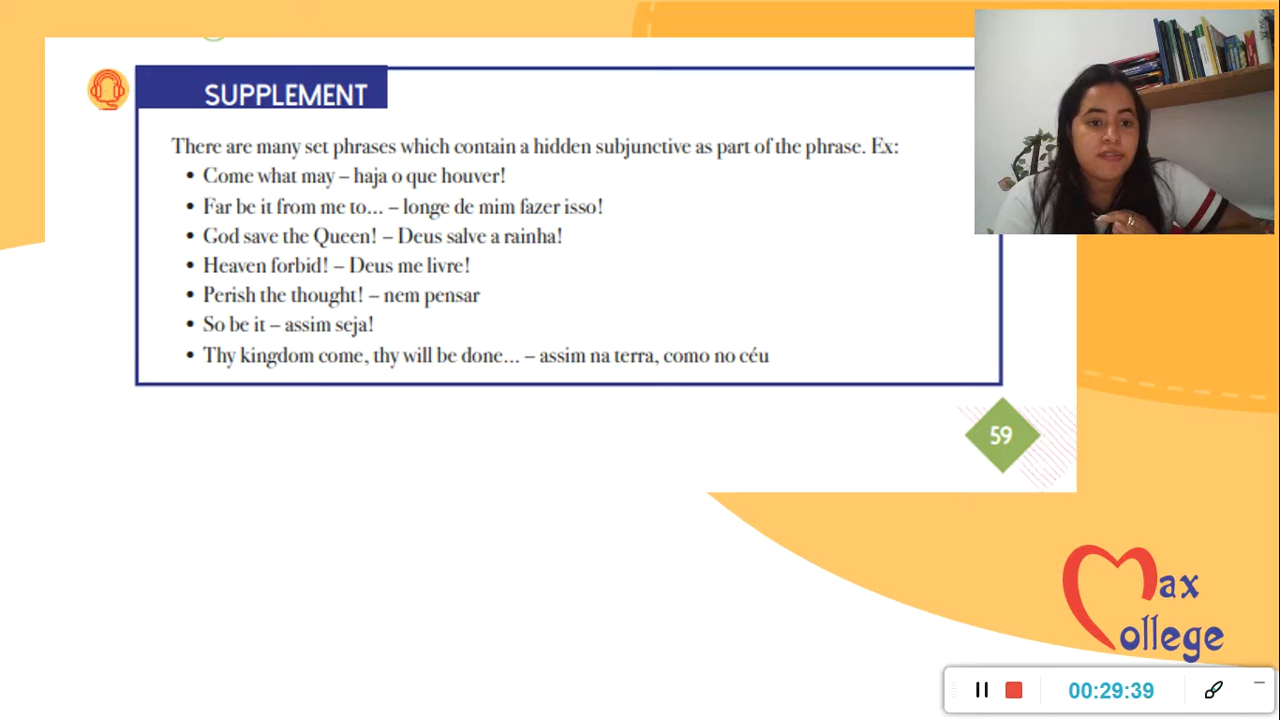 SUPPLEMENT
There are many set phrases which contain a hidden subjunctive as part of the phrase. Ex:
• Come what may – haja o que houver!
• Far be it from me to... – longe de mim fazer isso!
• God save the Queen! – Deus salve a rainha!
• Heaven forbid! – Deus me livre!
• Perish the thought! – nem pensar
• So be it – assim seja!
• Thy kingdom come, thy will be done... – assim na terra, como no céu
59
Max
College
00:29:39